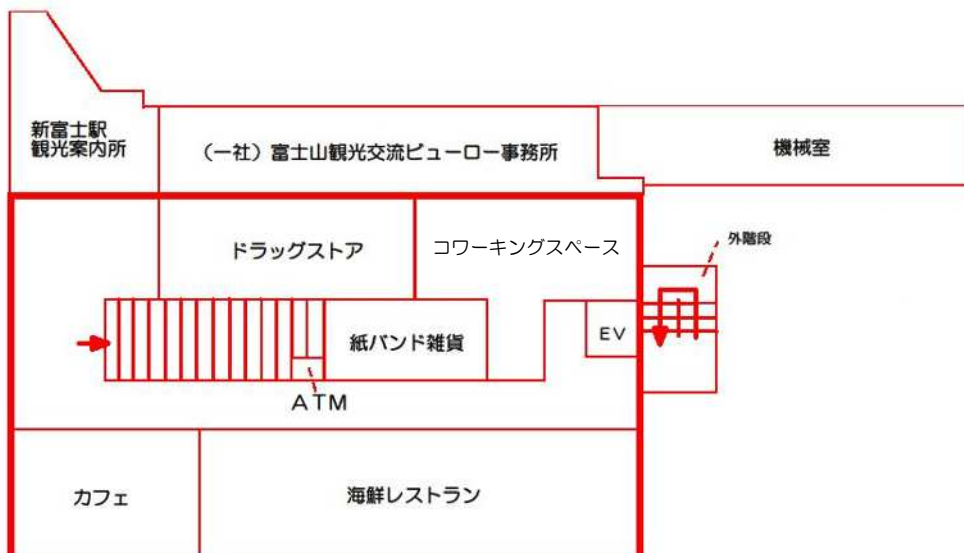 新富士駅
観光案内所
（一社）富士山観光交流ビューロー事務所
機械室
ドラッグストア
コワーキングスペース
外階段
紙バンド雑貨
EV
ATM
カフェ
海鮮レストラン